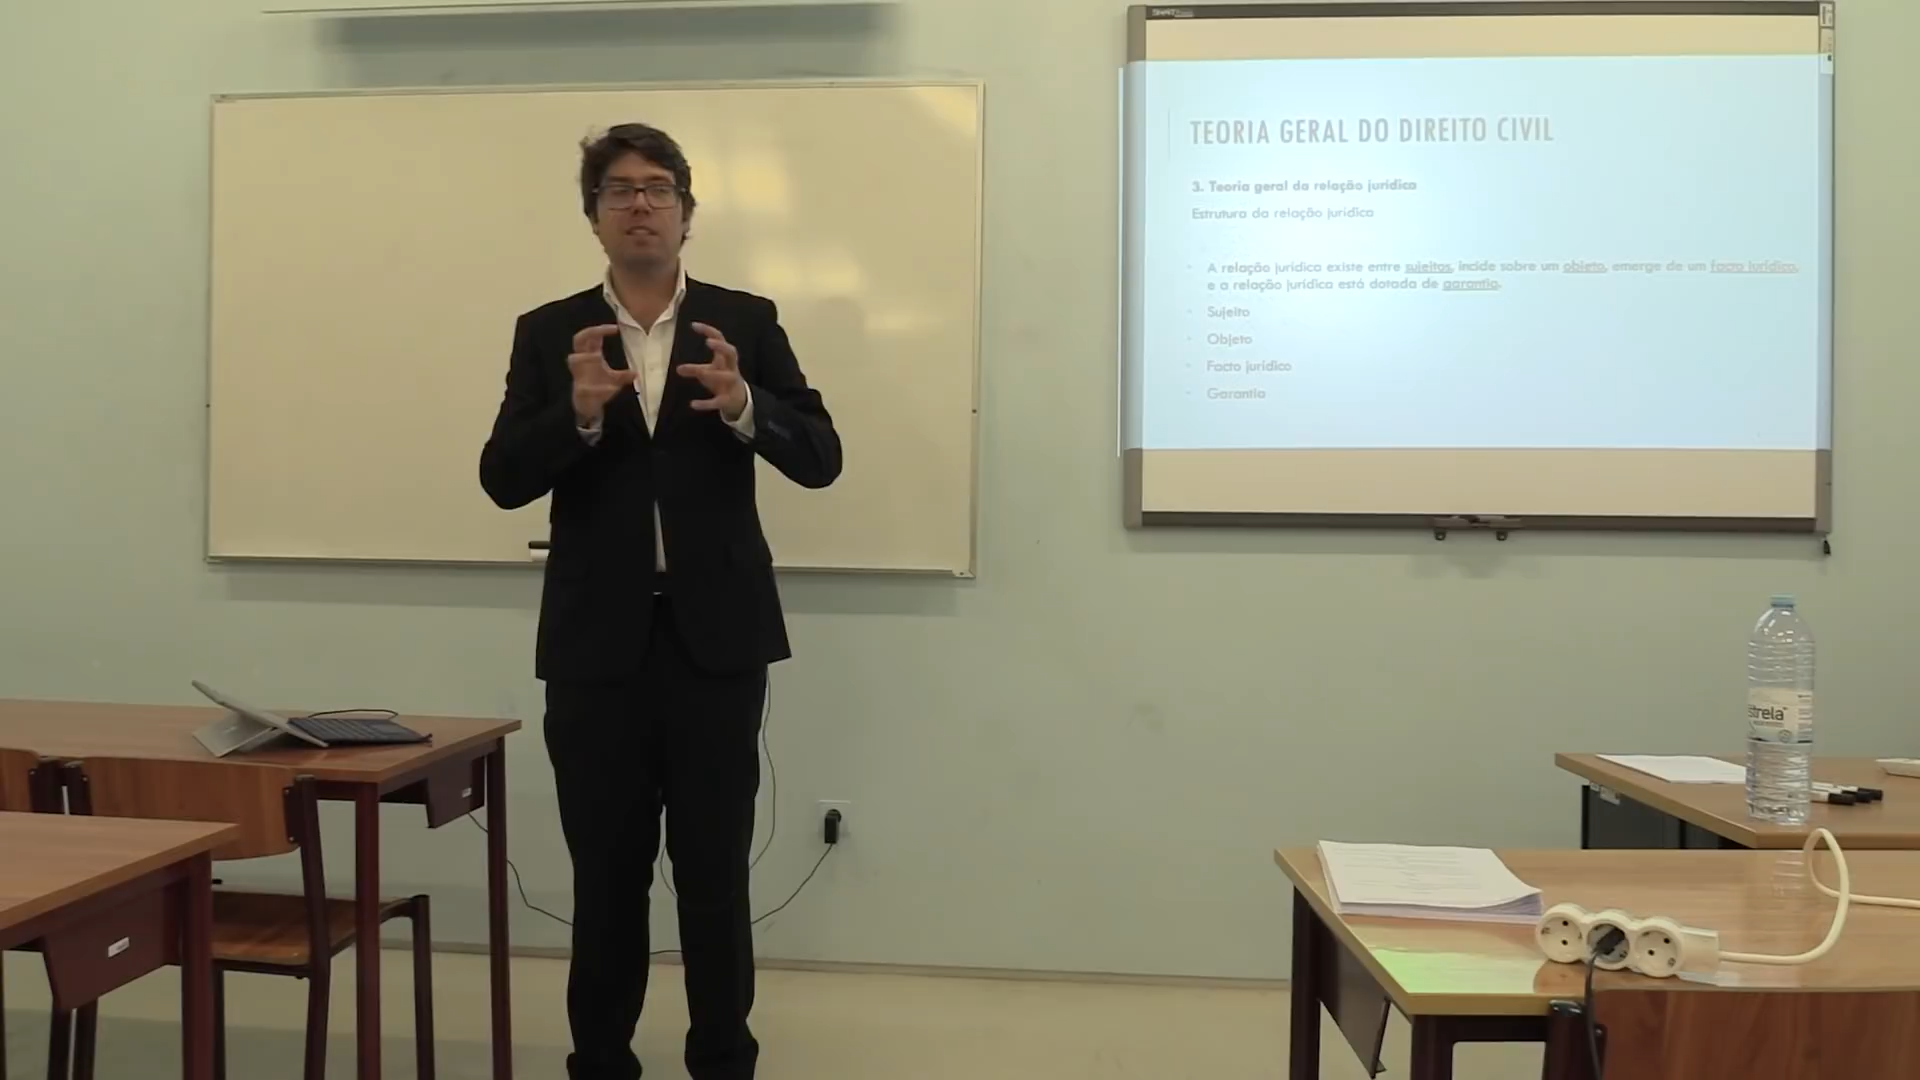 TEORIA GERAL DO DIREITO CIVIL
3. Teoria geral da relação jurídica
Estrutura da relação jurídica
A relação jurídica existe entre sujeitos, incide sobre um objeto, emerge de um facto jurídico,
e a relação jurídica está dotada de garantia.
Sujeito
Objeto
Facto jurídico
Garantia
strela